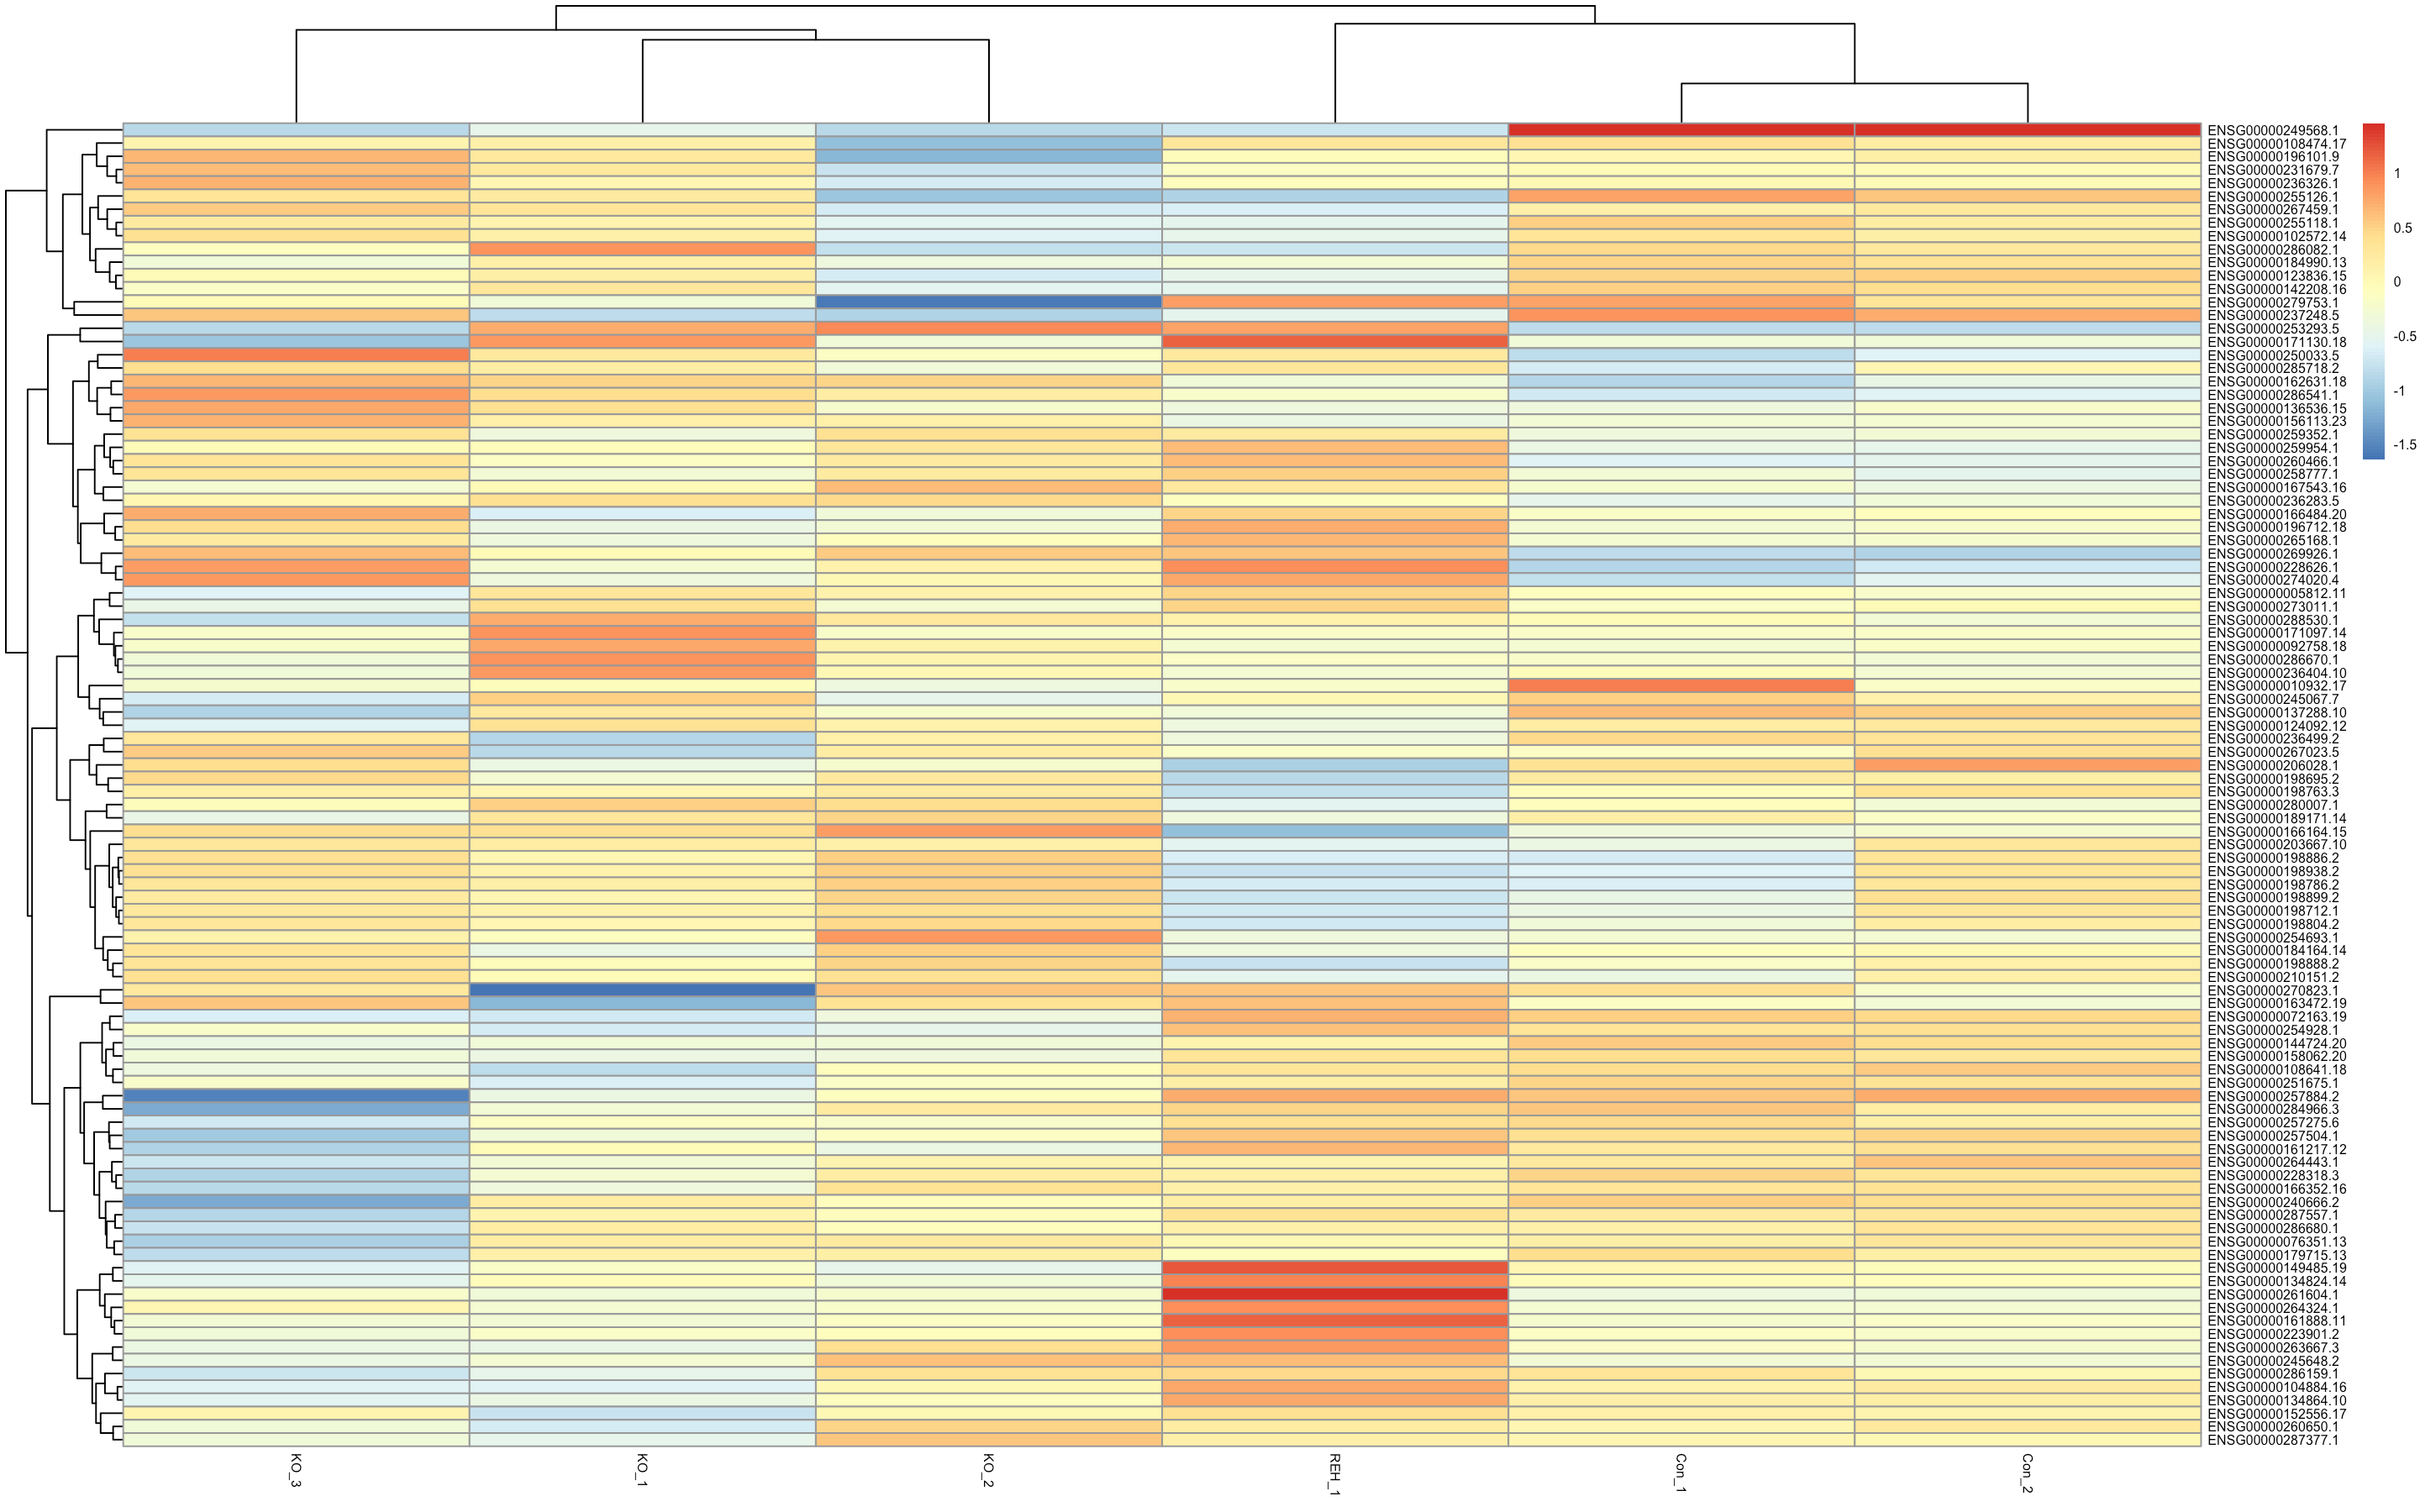 ENSG00000249568.1
ENSG00000108474.17
ENSG00000196101.9
ENSG00000231679.7
ENSG00000236326.1
ENSG00000255126.1
ENSG00000267459.1
ENSG00000255118.1
ENSG00000102572.14
ENSG00000286082.1
ENSG00000184990.13
ENSG00000123836.15
ENSG00000142208.16
ENSG00000279753.1
ENSG00000237248.5
ENSG00000253293.5
ENSG00000171130.18
ENSG00000250033.5
ENSG00000285718.2
ENSG00000162631.18
ENSG00000286541.1
ENSG00000136536.15
ENSG00000156113.23
ENSG00000259352.1
ENSG00000259954.1
ENSG00000260466.1
ENSG00000258777.1
ENSG00000167543.16
ENSG00000236283.5
ENSG00000166484.20
ENSG00000196712.18
ENSG00000265168.1
ENSG00000269926.1
ENSG00000228626.1
ENSG00000274020.4
ENSG00000005812.11
ENSG00000273011.1
ENSG00000288530.1
ENSG00000171097.14
ENSG00000092758.18
ENSG00000286670.1
ENSG00000236404.10
ENSG00000010932.17
ENSG00000245067.7
ENSG00000137288.10
ENSG00000124092.12
ENSG00000236499.2
ENSG00000267023.5
ENSG00000206028.1
ENSG00000198695.2
ENSG00000198763.3
ENSG00000280007.1
ENSG00000189171.14
ENSG00000166164.15
ENSG00000203667.10
ENSG00000198886.2
ENSG00000198938.2
ENSG00000198786.2
ENSG00000198899.2
ENSG00000198712.1
ENSG00000198804.2
ENSG00000254693.1
ENSG00000184164.14
ENSG00000198888.2
ENSG00000210151.2
ENSG00000270823.1
ENSG00000163472.19
ENSG00000072163.19
ENSG00000254928.1
ENSG00000144724.20
ENSG00000158062.20
ENSG00000108641.18
ENSG00000251675.1
ENSG00000257884.2
ENSG00000284966.3
ENSG00000257275.6
ENSG00000257504.1
ENSG00000161217.12
ENSG00000264443.1
ENSG00000228318.3
ENSG00000166352.16
ENSG00000240666.2
ENSG00000287557.1
ENSG00000286680.1
ENSG00000076351.13
ENSG00000179715.13
ENSG00000149485.19
ENSG00000134824.14
ENSG00000261604.1
ENSG00000264324.1
ENSG00000161888.11
ENSG00000223901.2
ENSG00000263667.3
ENSG00000245648.2
ENSG00000286159.1
ENSG00000104884.16
ENSG00000134864.10
ENSG00000152556.17
ENSG00000260650.1
ENSG00000287377.1
1
0.5
0
-0.5
-1
-1.5
KO_3
KO_1
KO_2
REH_1
Con_1
Con_2